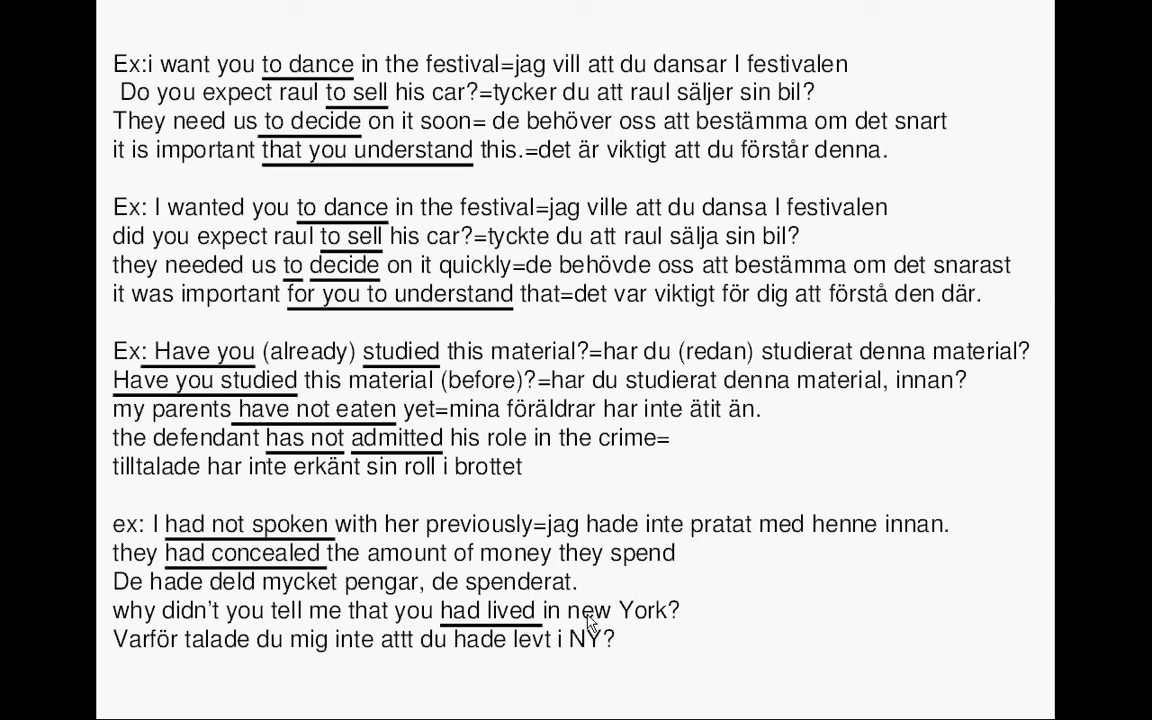 Ex:i want you to dance in the festival=jag vill att du dansar I festivalen
Do you expect raul to sell his car?=tycker du att raul säljer sin bil?
They need us to decide on it soon= de behöver oss att bestämma om det snart
it is important that you understand this.=det är viktigt att du förstår denna.
Ex: I wanted you to dance in the festival=jag ville att du dansa I festivalen
did you expect raul to sell his car?=tyckte du att raul sälja sin bil?
they needed us to decide on it quickly=de behövde oss att bestämma om det snarast
it was important for you to understand that=det var viktigt för dig att förstå den där.
Ex: Have you (already) studied this material?=har du (redan) studierat denna material?
Have you studied this material (before)?=har du studierat denna material, innan?
my parents have not eaten yet=mina föräldrar har inte ätit än.
the defendant has not admitted his role in the crime=
tilltalade har inte erkänt sin roll i brottet
ex: I had not spoken with her previously=jag hade inte pratat med henne innan.
they had concealed the amount of money they spend
De hade deld mycket pengar, de spenderat.
why didn't you tell me that you had lived in new York?
Varför talade du mig inte attt du hade levt i NY?